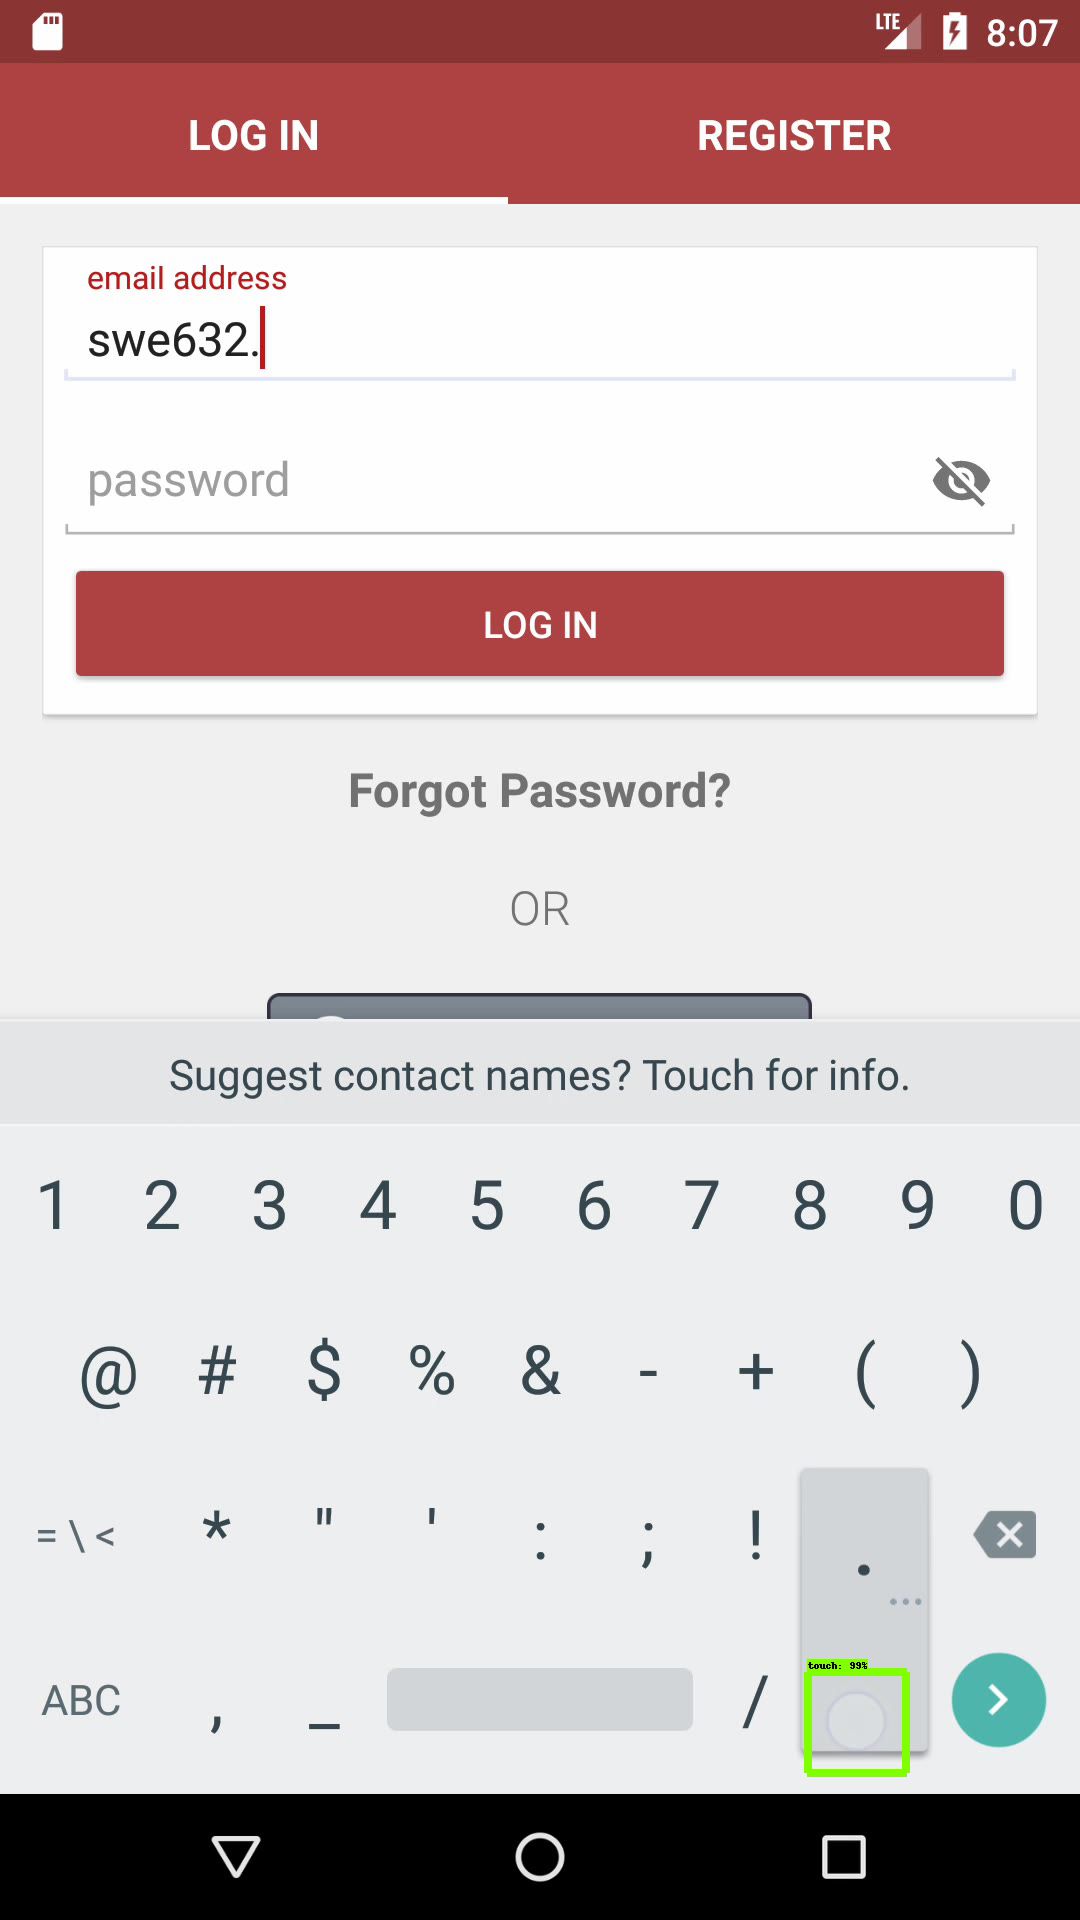 LTE 8:07
LOG IN REGISTER
email address
swe632.
password
LOG IN
Forgot Password?
OR
Suggest contact names? Touch for info.
1 2 3 4 5 6 7 8 9 0
@ # $ % & - + ( )
= \ < * " ' : ; ! . ...
touch: 99%
ABC , _ /